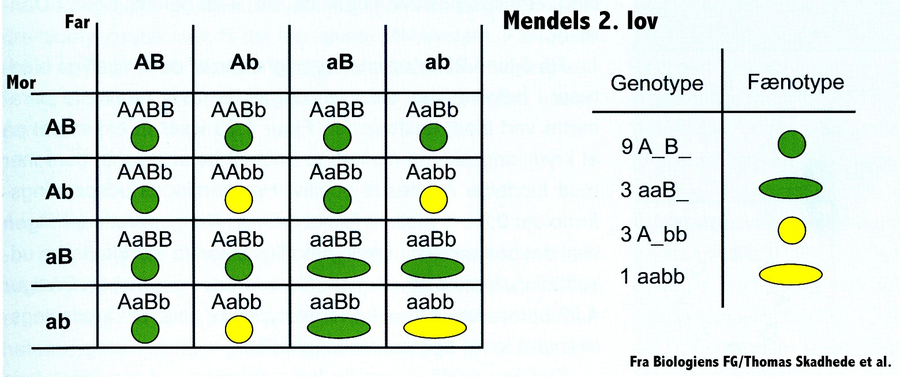 Far
Mendels 2. lov
AB Ab aB ab
Mor
AB AABB AABb AaBB AaBb
Ab AABb AAbb AaBb Aabb
aB AaBB AaBb aaBB aaBb
ab AaBb Aabb aaBb aabb
Genotype Fænotype
9 A_B_
3 aaB_
3 A_bb
1 aabb
Fra Biologiens FG/Thomas Skadhede et al.